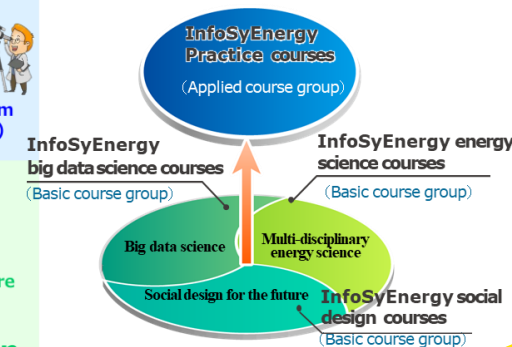 InfoSyEnergy
Practice courses
(Applied course group)
m
)
InfoSyEnergy
big data science courses
(Basic course group)
InfoSyEnergy energy
science courses
(Basic course group)
Big data science
Multi-disciplinary
energy science
re
Social design for the future
InfoSyEnergy social
design courses
(Basic course group)